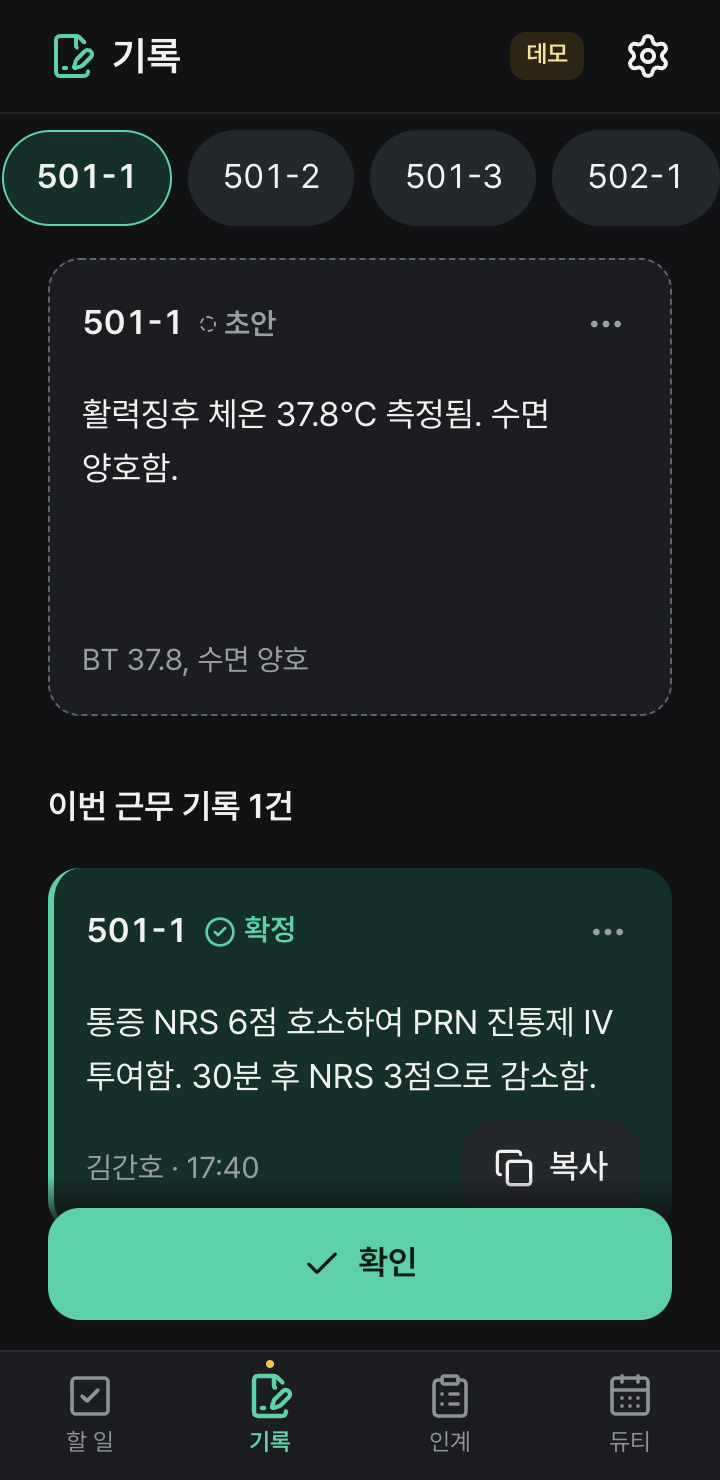 기록
데모
501-1
501-2
501-3
502-1
501-1 초안
활력징후 체온 37.8°C 측정됨. 수면
양호함.
BT 37.8, 수면 양호
이번 근무 기록 1건
501-1 확정
통증 NRS 6점 호소하여 PRN 진통제 IV
투여함. 30분 후 NRS 3점으로 감소함.
김간호 · 17:40
복사
확인
할 일
기록
인계
듀티